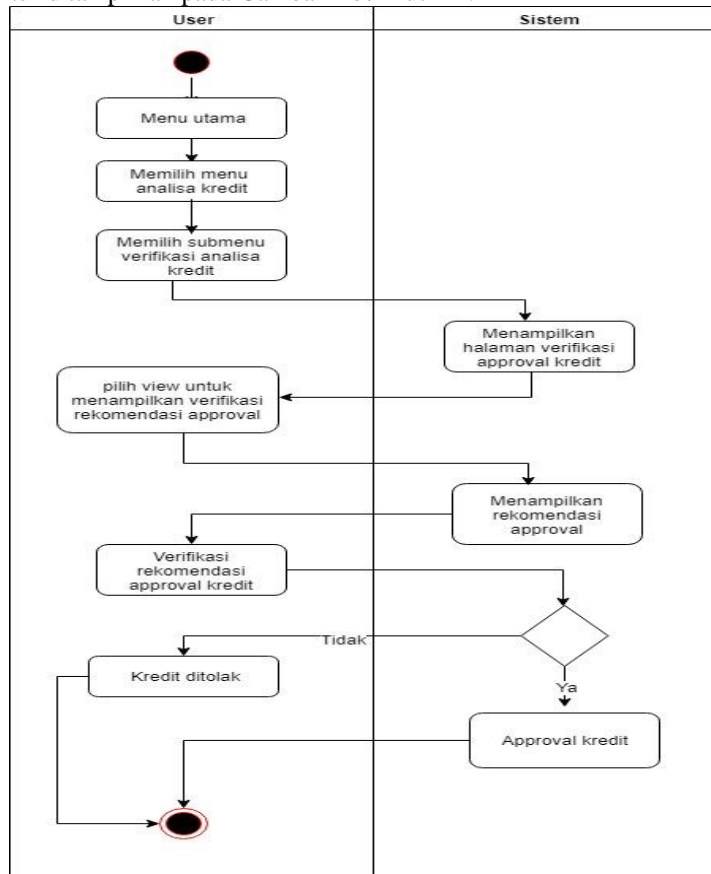 User
Sistem
Menu utama
Memilih menu
analisa kredit
Memilih submenu
verifikasi analisa
kredit
Menampilkan
halaman verifikasi
approval kredit
pilih view untuk
menampilkan verifikasi
rekomendasi approval
Menampilkan
rekomendasi
approval
Verifikasi
rekomendasi
approval kredit
Tidak
Kredit ditolak
Ya
Approval kredit